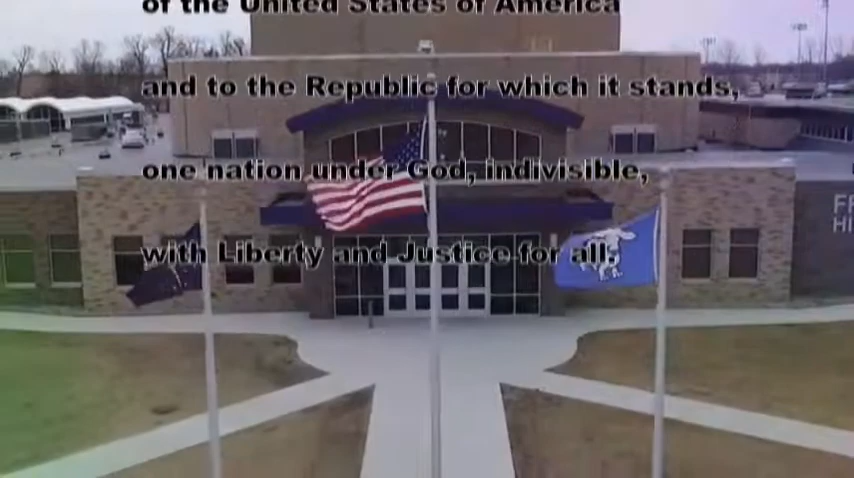 of the United States of America
and to the Republic for which it stands,
one nation under God, indivisible,
with Liberty and Justice for all.